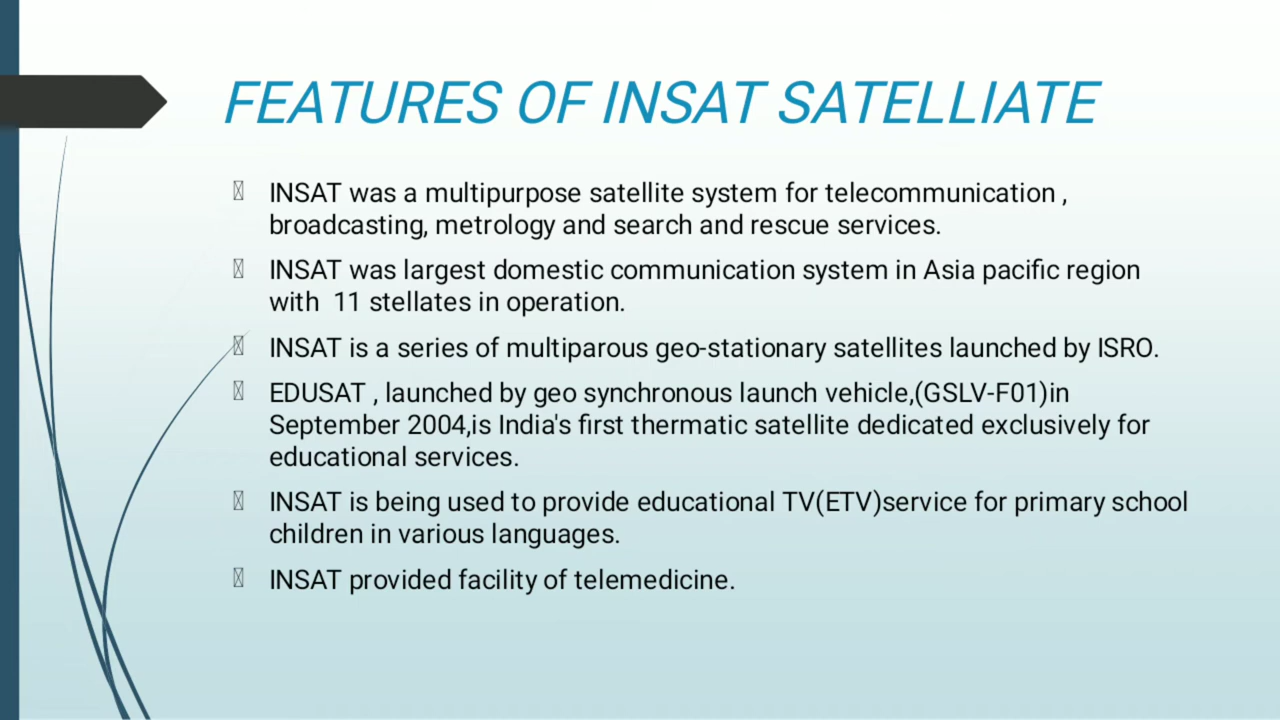 FEATURES OF INSAT SATELLIATE
INSAT was a multipurpose satellite system for telecommunication ,
broadcasting, metrology and search and rescue services.
INSAT was largest domestic communication system in Asia pacific region
with  11 stellates in operation.
INSAT is a series of multiparous geo-stationary satellites launched by ISRO.
EDUSAT , launched by geo synchronous launch vehicle,(GSLV-F01)in
September 2004,is India's first thermatic satellite dedicated exclusively for
educational services.
INSAT is being used to provide educational TV(ETV)service for primary school
children in various languages.
INSAT provided facility of telemedicine.